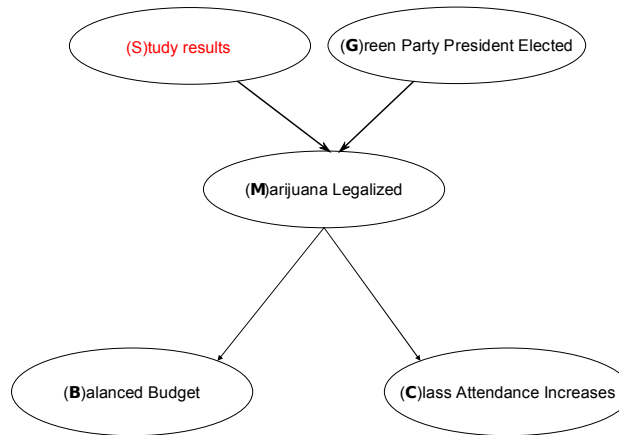 (S)tudy results
(G)reen Party President Elected
(M)arijuana Legalized
(B)alanced Budget
(C)lass Attendance Increases